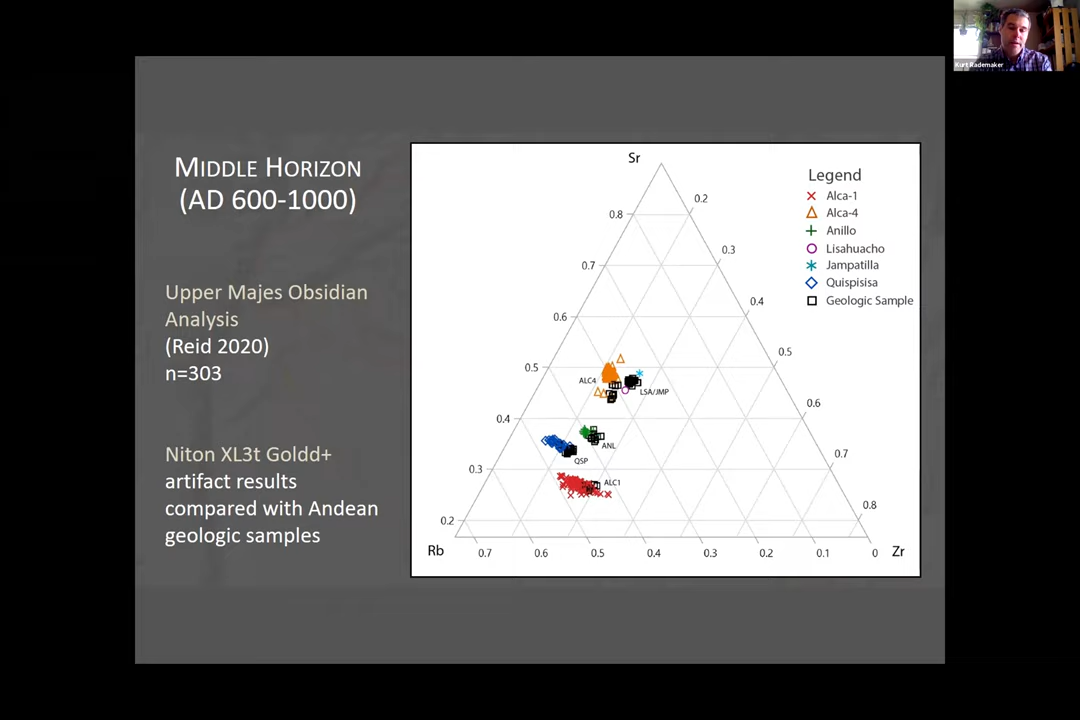 Kurt Rademaker
MIDDLE HORIZON
(AD 600-1000)
Upper Majes Obsidian
Analysis
(Reid 2020)
n=303
Niton XL3t Goldd+
artifact results
compared with Andean
geologic samples
Sr
Legend
Alca-1
Alca-4
Anillo
Lisahuacho
Jampatilla
Quispisisa
Geologic Sample
0.8
0.7
0.6
0.5
0.4
0.3
0.2
0.2
0.3
0.4
0.5
0.6
0.7
0.8
ALC4
LSA/JMP
ANL
QSP
ALC1
Rb
0.7
0.6
0.5
0.4
0.3
0.2
0.1
0
Zr